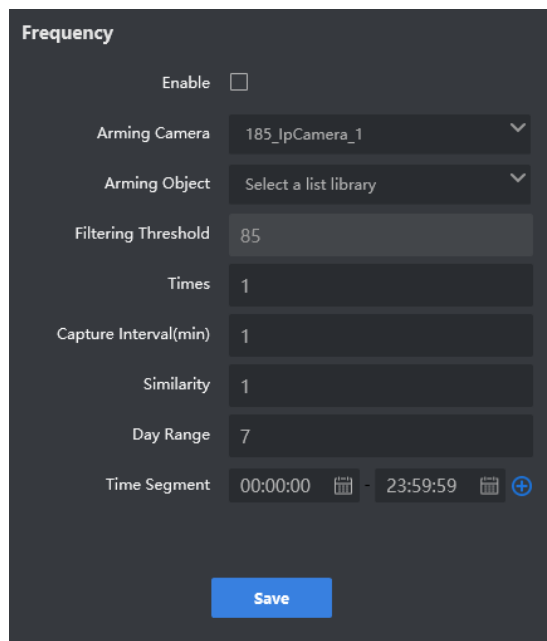 Frequency
Enable
Arming Camera 185_IpCamera_1
Arming Object Select a list library
Filtering Threshold 85
Times 1
Capture Interval(min) 1
Similarity 1
Day Range 7
Time Segment 00:00:00 - 23:59:59
Save